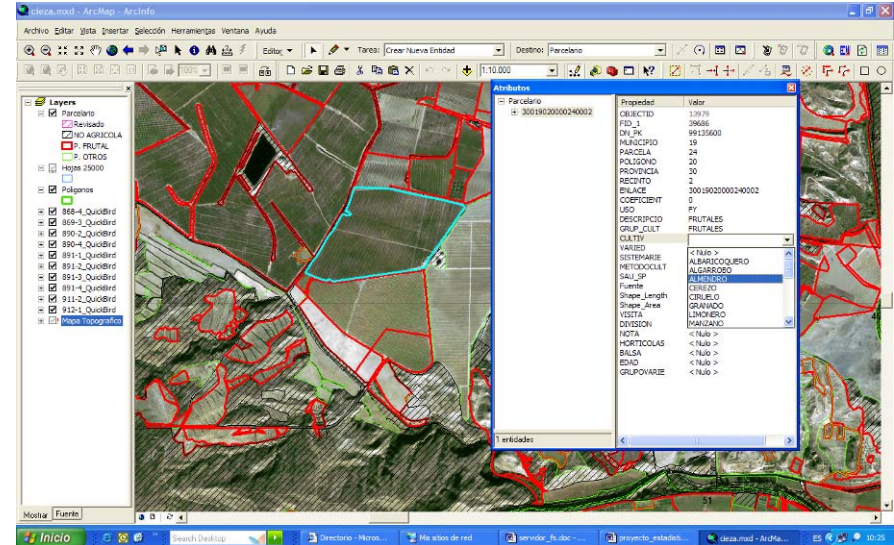 cieza.mxd - ArcMap - ArcInfo
Archivo Editar Vista Insertar Selección Herramientas Ventana Ayuda
Editor Tarea: Crear Nueva Entidad Destino: Parcelario
100% 1:10.000
Layers
Parcelario
Revisado
NO AGRICOLA
P. FRUTAL
P. OTROS
Hojas 25000
Poligonos
868-4_QuickBird
869-3_QuickBird
890-2_QuickBird
890-4_QuickBird
891-1_QuickBird
891-2_QuickBird
891-3_QuickBird
891-4_QuickBird
911-2_QuickBird
912-1_QuickBird
Mapa Topografico
Mostrar Fuente
Atributos
Parcelario
30019020000240002
1 entidades
Propiedad Valor
OBJECTID 13979
FID_1 39686
DN_PK 99135600
MUNICIPIO 19
PARCELA 24
POLIGONO 20
PROVINCIA 30
RECINTO 2
ENLACE 30019020000240002
COEFICIENT 0
USO FY
DESCRIPCIO FRUTALES
GRUP_CULT FRUTALES
CULTIV
VARIED < Nulo >
SISTEMARIE ALBARICOQUERO
METODOCULT ALGARROBO
SAU_SP ALMENDRO
Fuente CEREZO
Shape_Length CIRUELO
Shape_Area GRANADO
VISITA LIMONERO
DIVISION MANZANO
NOTA < Nulo >
HORTICOLAS < Nulo >
BALSA < Nulo >
EDAD < Nulo >
GRUPOVARIE < Nulo >
51
Inicio Search Desktop Directorio - Micros... Mis sitios de red servidor_fs.doc - ... proyecto_estadisti... cieza.mxd - ArcMa... ES 10:25